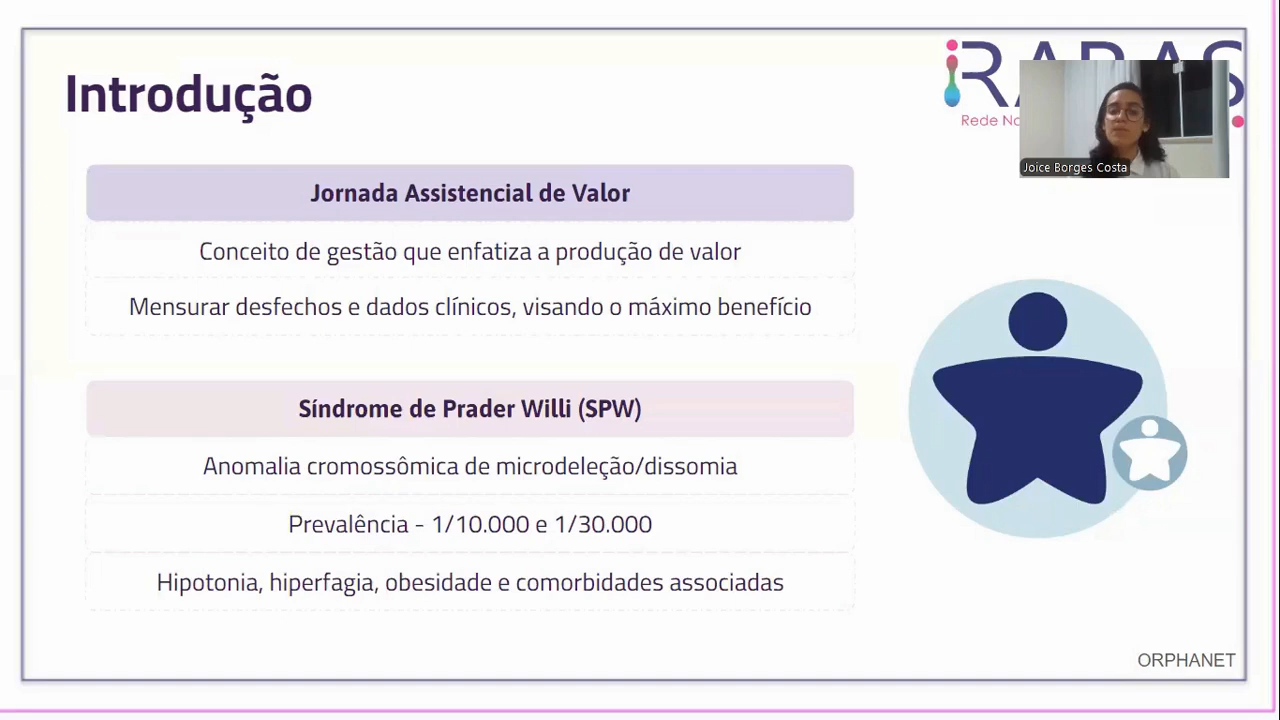 Introdução
Rede
Joice Borges Costa
Jornada Assistencial de Valor
Conceito de gestão que enfatiza a produção de valor
Mensurar desfechos e dados clínicos, visando o máximo benefício
Síndrome de Prader Willi (SPW)
Anomalia cromossômica de microdeleção/dissomia
Prevalência - 1/10.000 e 1/30.000
Hipotonia, hiperfagia, obesidade e comorbidades associadas
ORPHANET